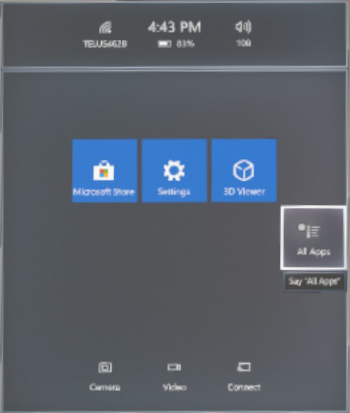 4:43 PM
TELUS4628 83% 100
Microsoft Store Settings 3D Viewer
All Apps
Say "All Apps"
Camera Video Connect